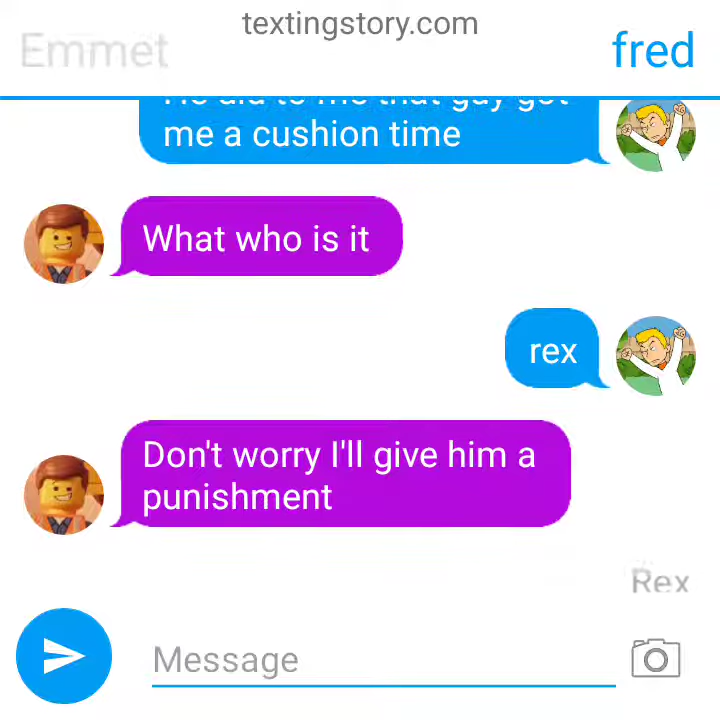 textingstory.com
Emmet
fred
me a cushion time
What who is it
rex
Don't worry I'll give him a
punishment
Rex
Message